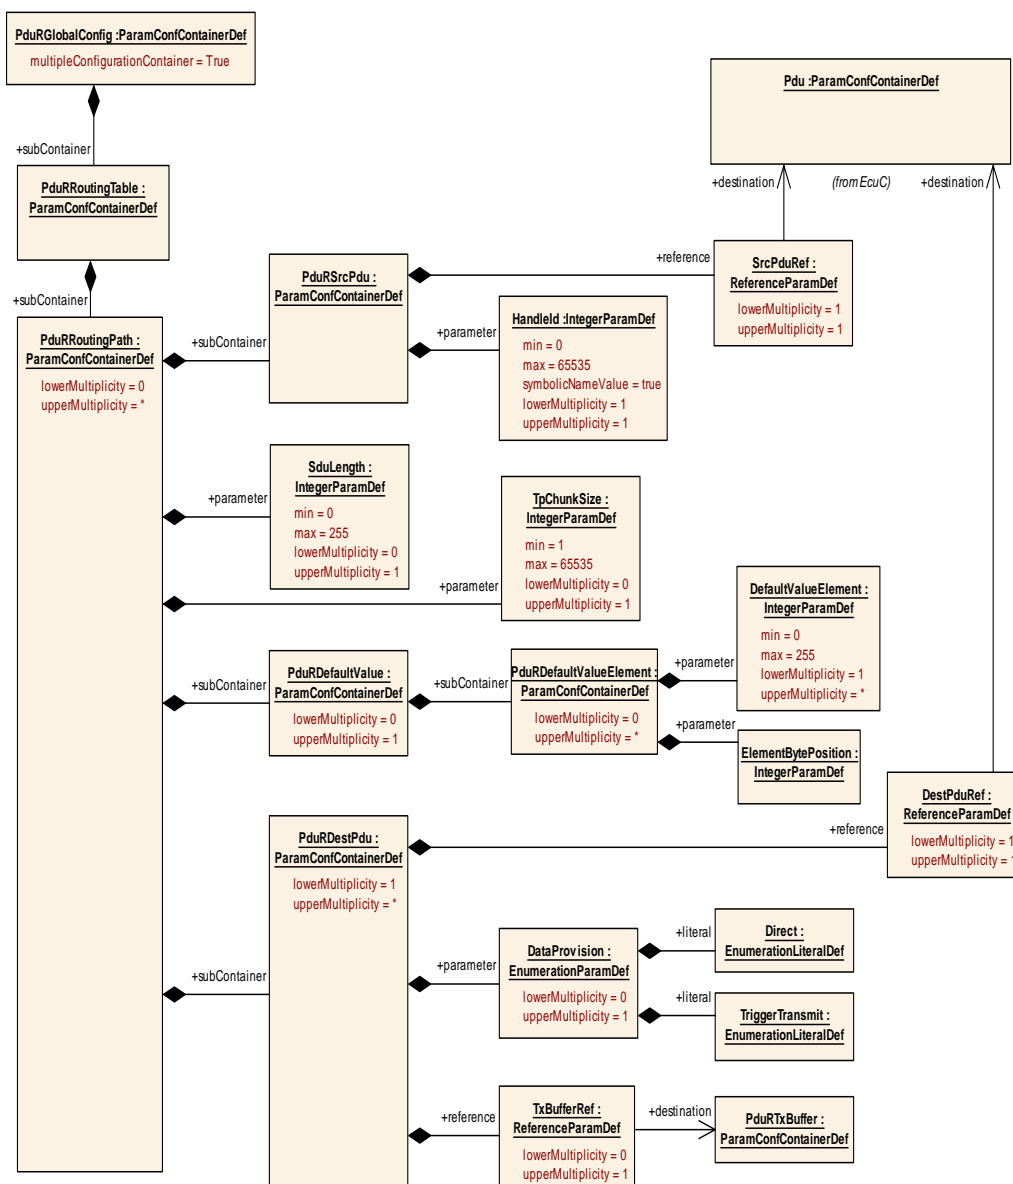 PduRGlobalConfig :ParamConfContainerDef
multipleConfigurationContainer = True
+subContainer
PduRRoutingTable :
ParamConfContainerDef
+subContainer
PduRRoutingPath :
ParamConfContainerDef
lowerMultiplicity = 0
upperMultiplicity = *
Pdu :ParamConfContainerDef
(from EcuC)
+destination
+destination
+subContainer
PduRSrcPdu :
ParamConfContainerDef
+reference
SrcPduRef :
ReferenceParamDef
lowerMultiplicity = 1
upperMultiplicity = 1
+parameter
HandleId :IntegerParamDef
min = 0
max = 65535
symbolicNameValue = true
lowerMultiplicity = 1
upperMultiplicity = 1
+parameter
SduLength :
IntegerParamDef
min = 0
max = 255
lowerMultiplicity = 0
upperMultiplicity = 1
+parameter
TpChunkSize :
IntegerParamDef
min = 1
max = 65535
lowerMultiplicity = 0
upperMultiplicity = 1
+subContainer
PduRDefaultValue :
ParamConfContainerDef
lowerMultiplicity = 0
upperMultiplicity = 1
+subContainer
PduRDefaultValueElement :
ParamConfContainerDef
lowerMultiplicity = 0
upperMultiplicity = *
+parameter
DefaultValueElement :
IntegerParamDef
min = 0
max = 255
lowerMultiplicity = 1
upperMultiplicity = *
+parameter
ElementBytePosition :
IntegerParamDef
+subContainer
PduRDestPdu :
ParamConfContainerDef
lowerMultiplicity = 1
upperMultiplicity = *
+reference
DestPduRef :
ReferenceParamDef
lowerMultiplicity = 1
upperMultiplicity = 1
+parameter
DataProvision :
EnumerationParamDef
lowerMultiplicity = 0
upperMultiplicity = 1
+literal
Direct :
EnumerationLiteralDef
+literal
TriggerTransmit :
EnumerationLiteralDef
+reference
TxBufferRef :
ReferenceParamDef
lowerMultiplicity = 0
upperMultiplicity = 1
+destination
PduRTxBuffer :
ParamConfContainerDef